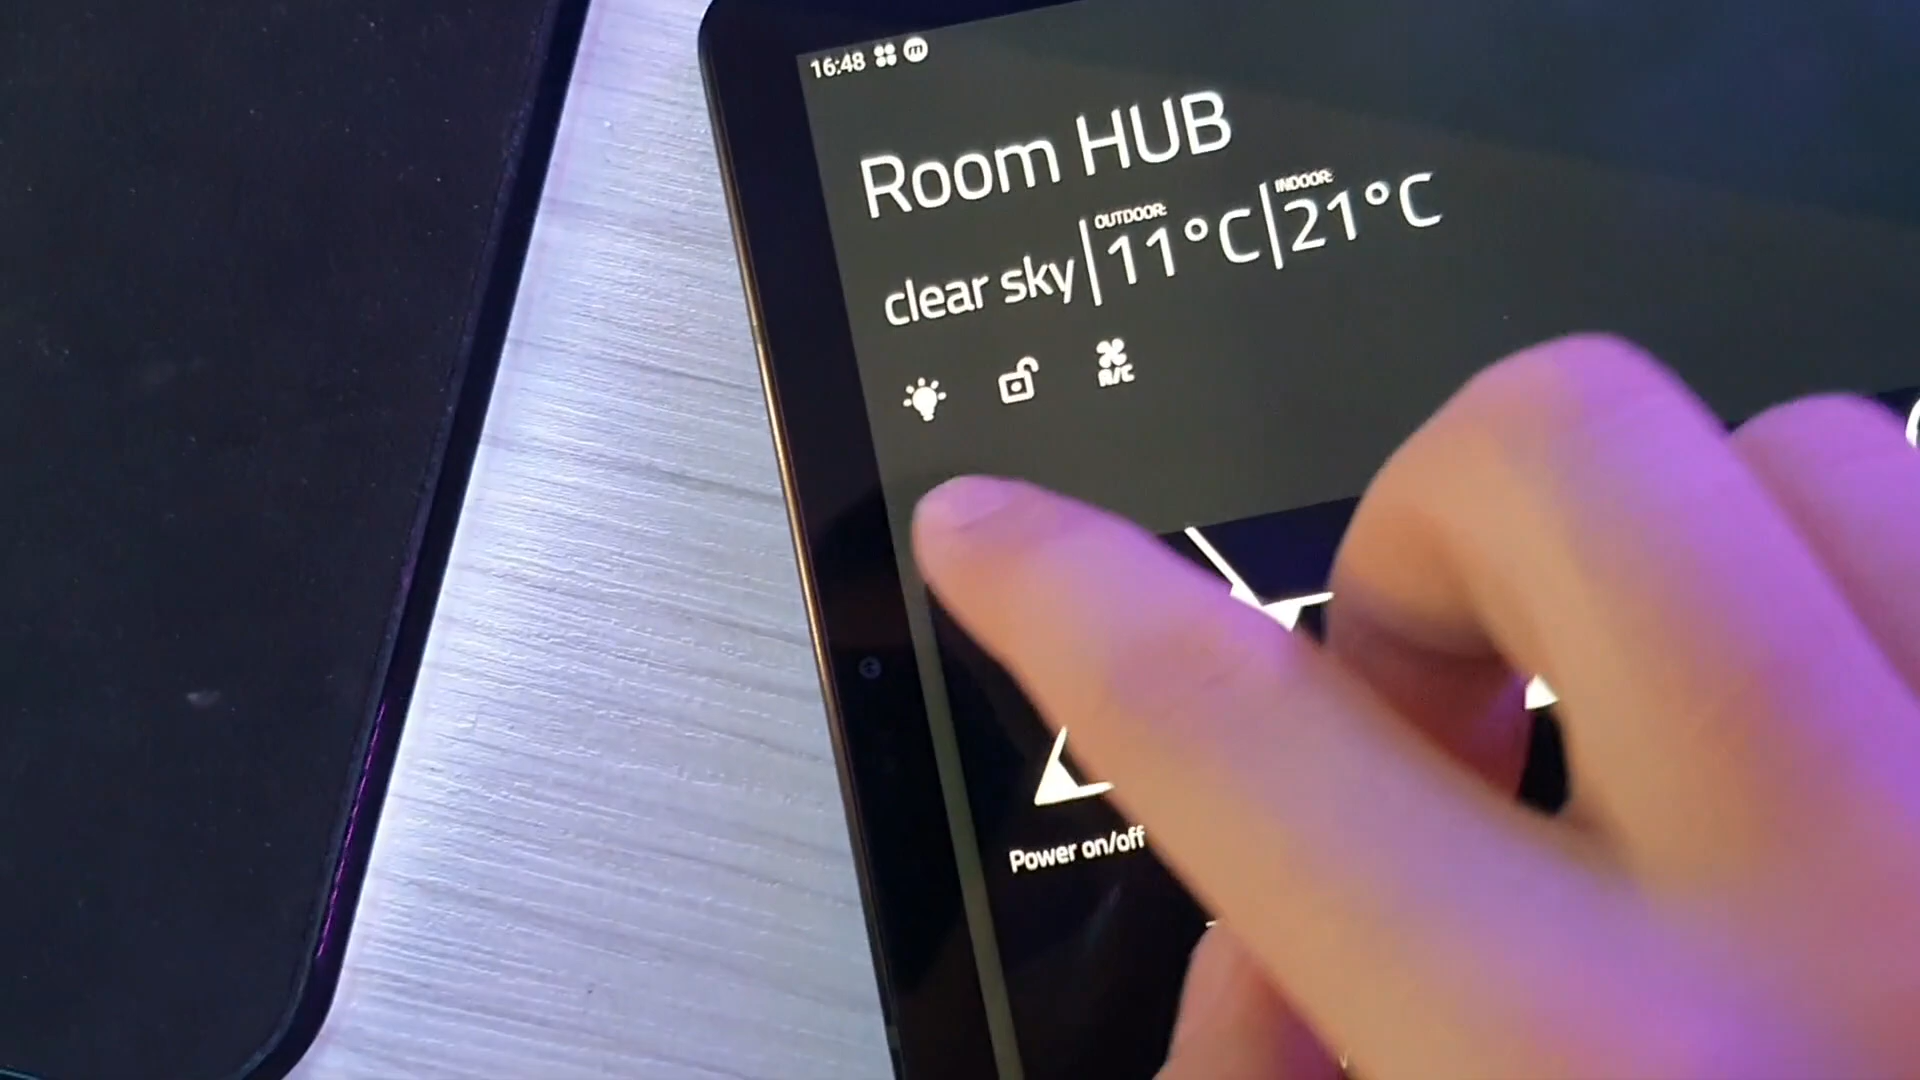 16:48
Room HUB
clear sky | OUTDOOR: 11°C | INDOOR: 21°C
A/C
Power on/off